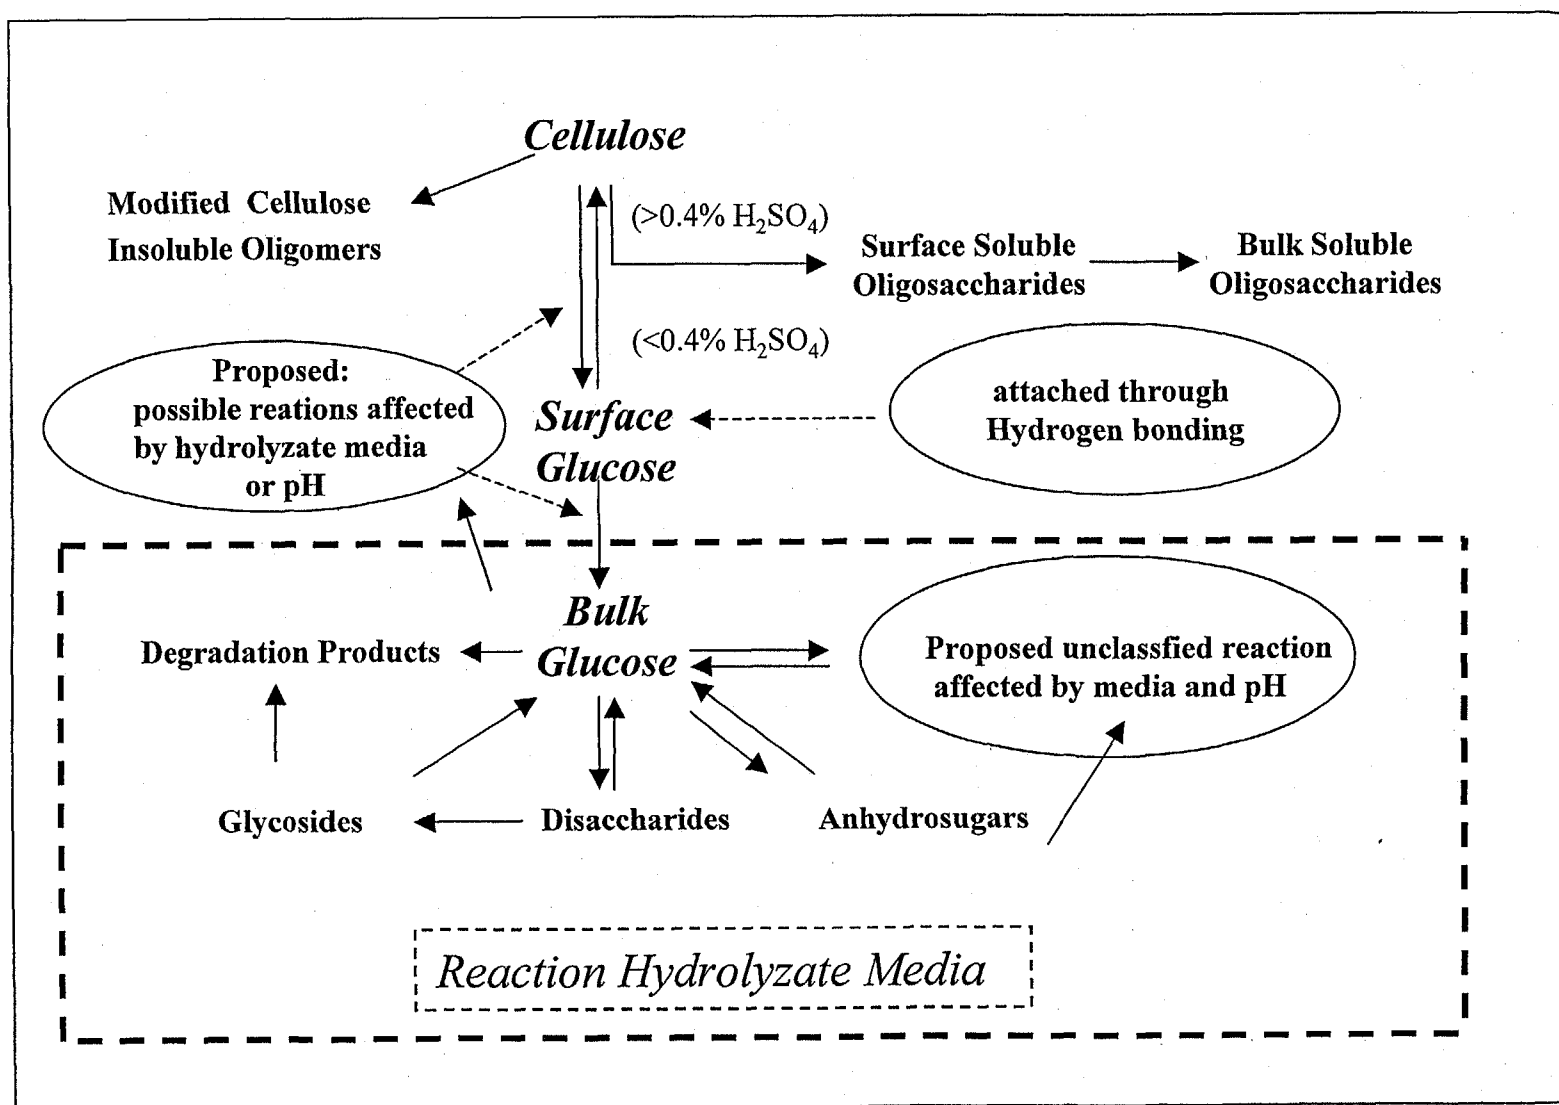 Cellulose
Modified Cellulose
Insoluble Oligomers
(>0.4% H₂SO₄)
Surface Soluble
Oligosaccharides
Bulk Soluble
Oligosaccharides
(<0.4% H₂SO₄)
Proposed:
possible reations affected
by hydrolyzate media
or pH
Surface
Glucose
attached through
Hydrogen bonding
Bulk
Glucose
Degradation Products
Proposed unclassfied reaction
affected by media and pH
Glycosides
Disaccharides
Anhydrosugars
Reaction Hydrolyzate Media